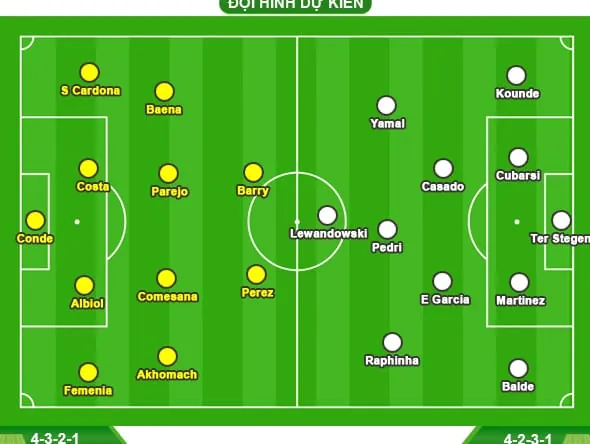 ĐỘI HÌNH DỰ KIẾN
S Cardona
Baena
Costa
Parejo
Barry
Conde
Albiol
Comesana
Perez
Femenia
Akhomach
Kounde
Yamal
Casado
Cubarsi
Lewandowski
Pedri
Ter Stegen
E Garcia
Martinez
Raphinha
Balde
4-3-2-1
4-2-3-1